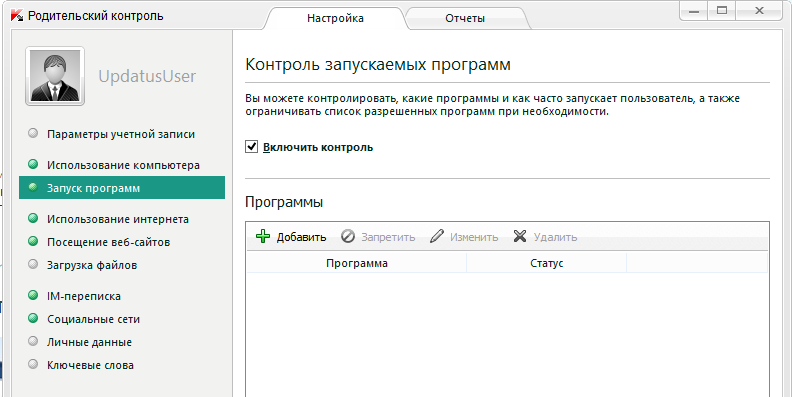 Родительский контроль
Настройка
Отчеты
UpdatusUser
Параметры учетной записи
Использование компьютера
Запуск программ
Использование интернета
Посещение веб-сайтов
Загрузка файлов
IM-переписка
Социальные сети
Личные данные
Ключевые слова
Контроль запускаемых программ
Вы можете контролировать, какие программы и как часто запускает пользователь, а также
ограничивать список разрешенных программ при необходимости.
Включить контроль
Программы
Добавить Запретить Изменить Удалить
Программа Статус